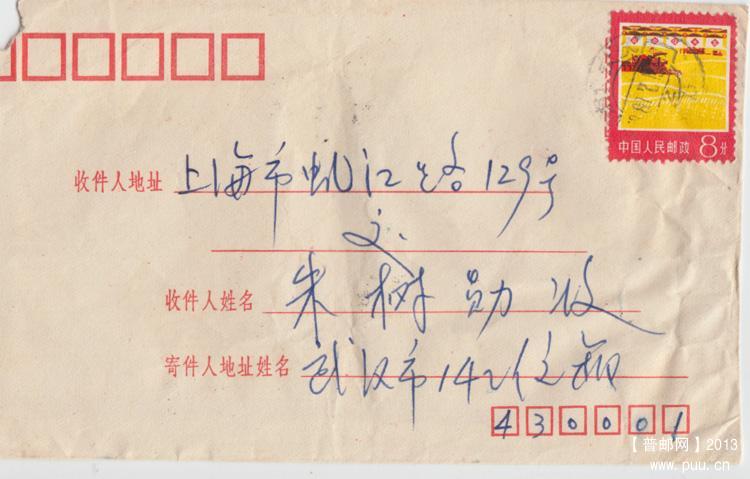 中国人民邮政 8分
收件人地址 上海市虬江路129号
交
收件人姓名 朱树勋收
寄件人地址姓名 武汉市142信箱
430001
【普邮网】2013
www.puu.cn